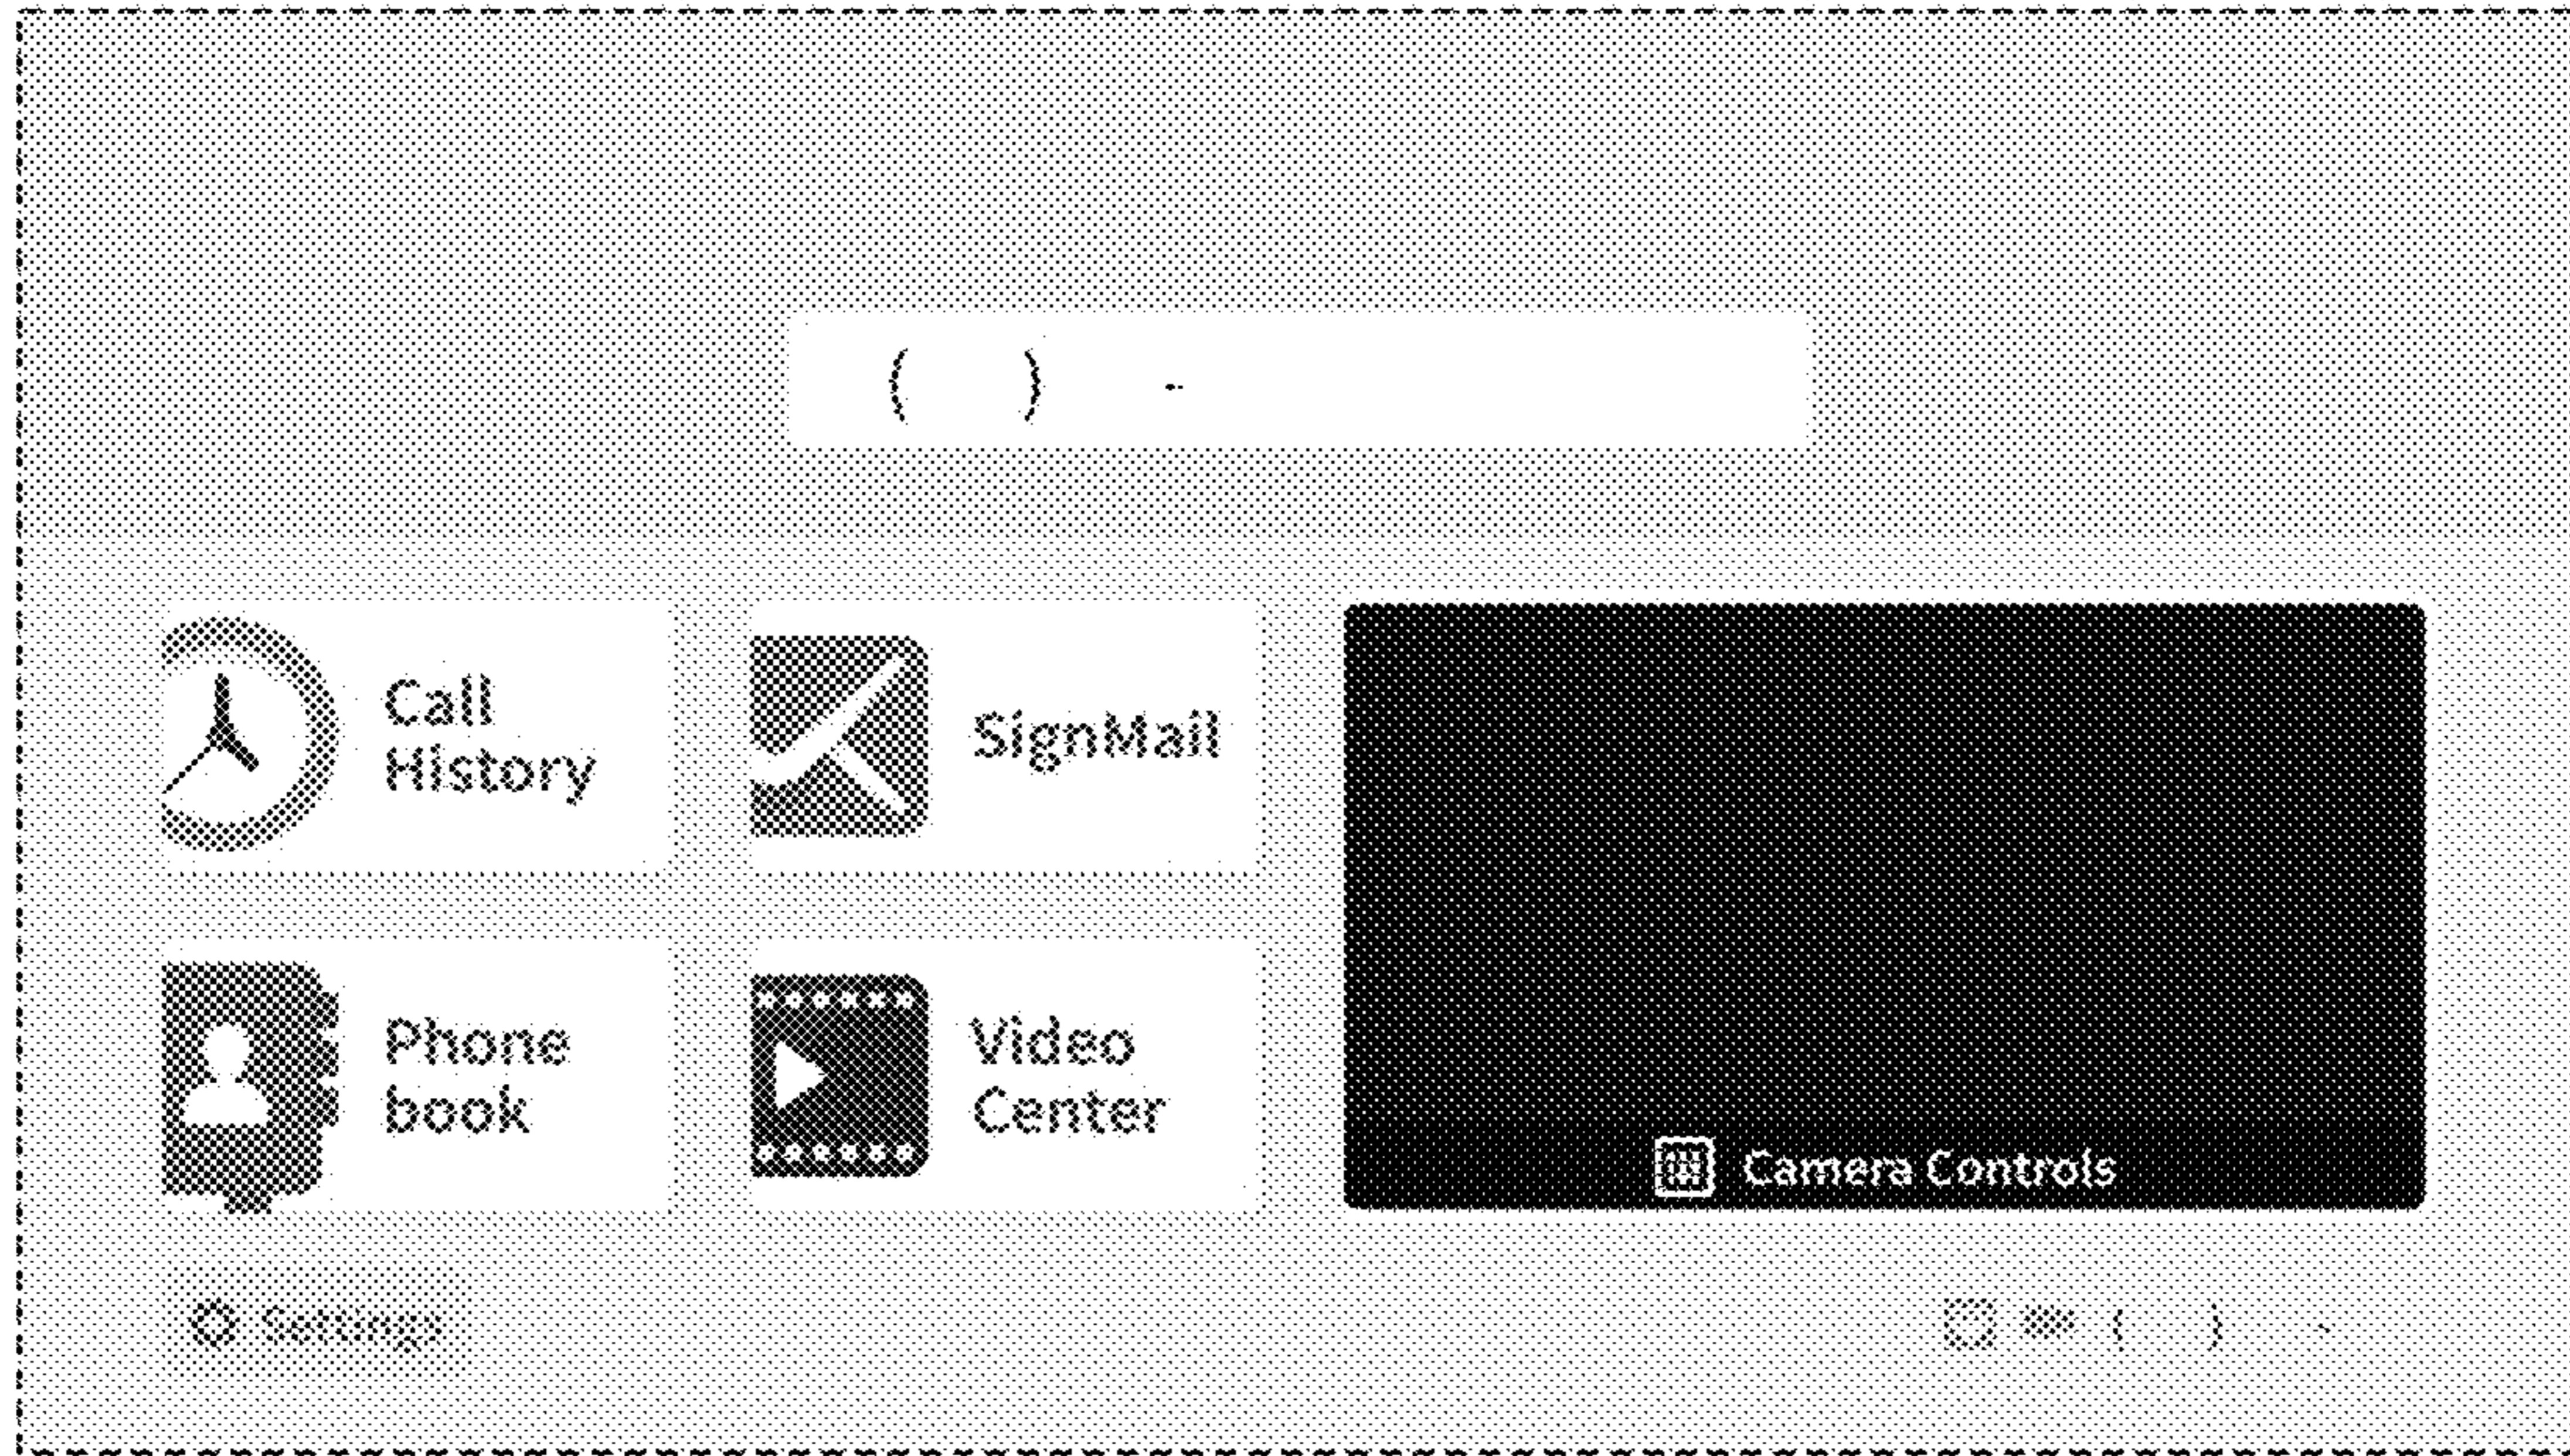 ( ) -
Call
History
SignMail
Phone
book
Video
Center
Camera Controls
Settings
( ) -